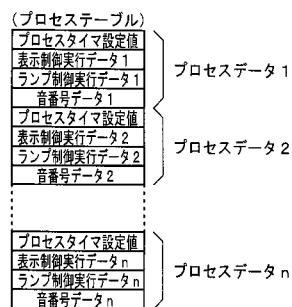 (プロセステーブル)
プロセスタイマ設定値
表示制御実行データ1
ランプ制御実行データ1
音番号データ1
プロセスデータ1
プロセスタイマ設定値
表示制御実行データ2
ランプ制御実行データ2
音番号データ2
プロセスデータ2
プロセスタイマ設定値
表示制御実行データn
ランプ制御実行データn
音番号データn
プロセスデータn